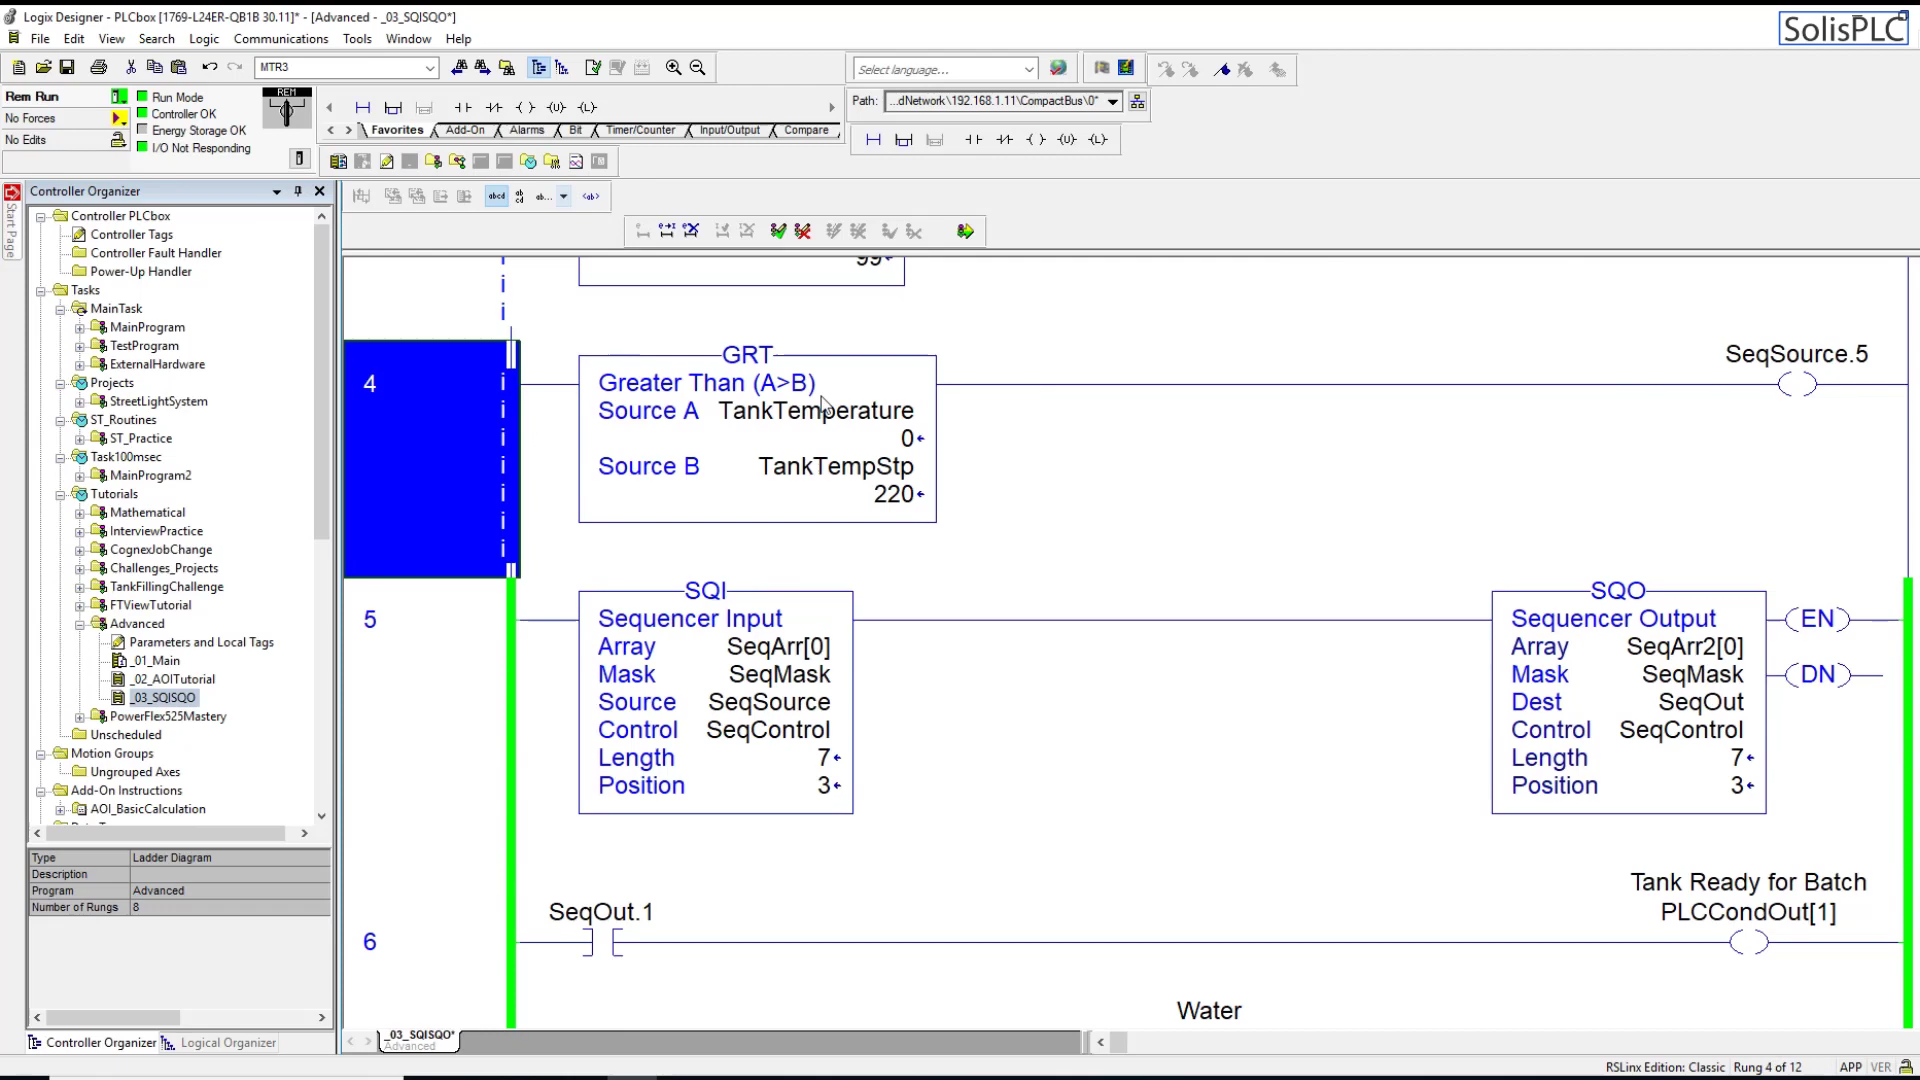 Logix Designer - PLCbox [1769-L24ER-QB1B 30.11]* - [Advanced - _03_SQISQO*]
SolisPLC
File Edit View Search Logic Communications Tools Window Help
MTR3
Select language...
Rem Run
No Forces
No Edits
Run Mode
Controller OK
Energy Storage OK
I/O Not Responding
REM
Path: ..dNetwork\192.168.1.11\CompactBus\0*
Favorites Add-On Alarms Bit Timer/Counter Input/Output Compare
Start Page
Controller Organizer
Controller PLCbox
Controller Tags
Controller Fault Handler
Power-Up Handler
Tasks
MainTask
MainProgram
TestProgram
ExternalHardware
Projects
StreetLightSystem
ST_Routines
ST_Practice
Task100msec
MainProgram2
Tutorials
Mathematical
InterviewPractice
CognexJobChange
Challenges_Projects
TankFillingChallenge
FTViewTutorial
Advanced
Parameters and Local Tags
_01_Main
_02_AOITutorial
_03_SQISQO
PowerFlex525Mastery
Unscheduled
Motion Groups
Ungrouped Axes
Add-On Instructions
AOI_BasicCalculation
Type Ladder Diagram
Description
Program Advanced
Number of Rungs 8
Controller Organizer Logical Organizer
99
4
GRT
Greater Than (A>B)
Source A TankTemperature
0
Source B TankTempStp
220
SeqSource.5
5
SQI
Sequencer Input
Array SeqArr[0]
Mask SeqMask
Source SeqSource
Control SeqControl
Length 7
Position 3
SQO
Sequencer Output
Array SeqArr2[0]
Mask SeqMask
Dest SeqOut
Control SeqControl
Length 7
Position 3
EN
DN
6
SeqOut.1
Tank Ready for Batch
PLCCondOut[1]
Water
_03_SQISQO*
Advanced
RSLinx Edition: Classic Rung 4 of 12 APP VER